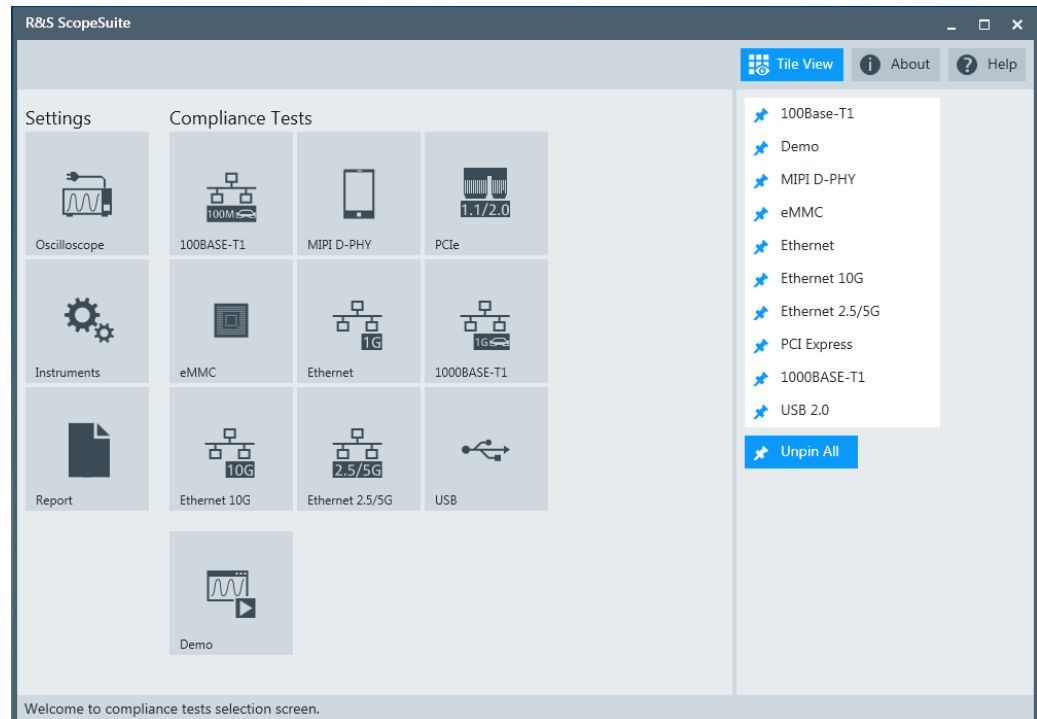 R&S ScopeSuite
Tile View
About
Help
Settings
Compliance Tests
Oscilloscope
100M
100BASE-T1
MIPI D-PHY
1.1/2.0
PCIe
Instruments
eMMC
1G
Ethernet
1G
1000BASE-T1
Report
10G
Ethernet 10G
2.5/5G
Ethernet 2.5/5G
USB
Demo
100Base-T1
Demo
MIPI D-PHY
eMMC
Ethernet
Ethernet 10G
Ethernet 2.5/5G
PCI Express
1000BASE-T1
USB 2.0
Unpin All
Welcome to compliance tests selection screen.